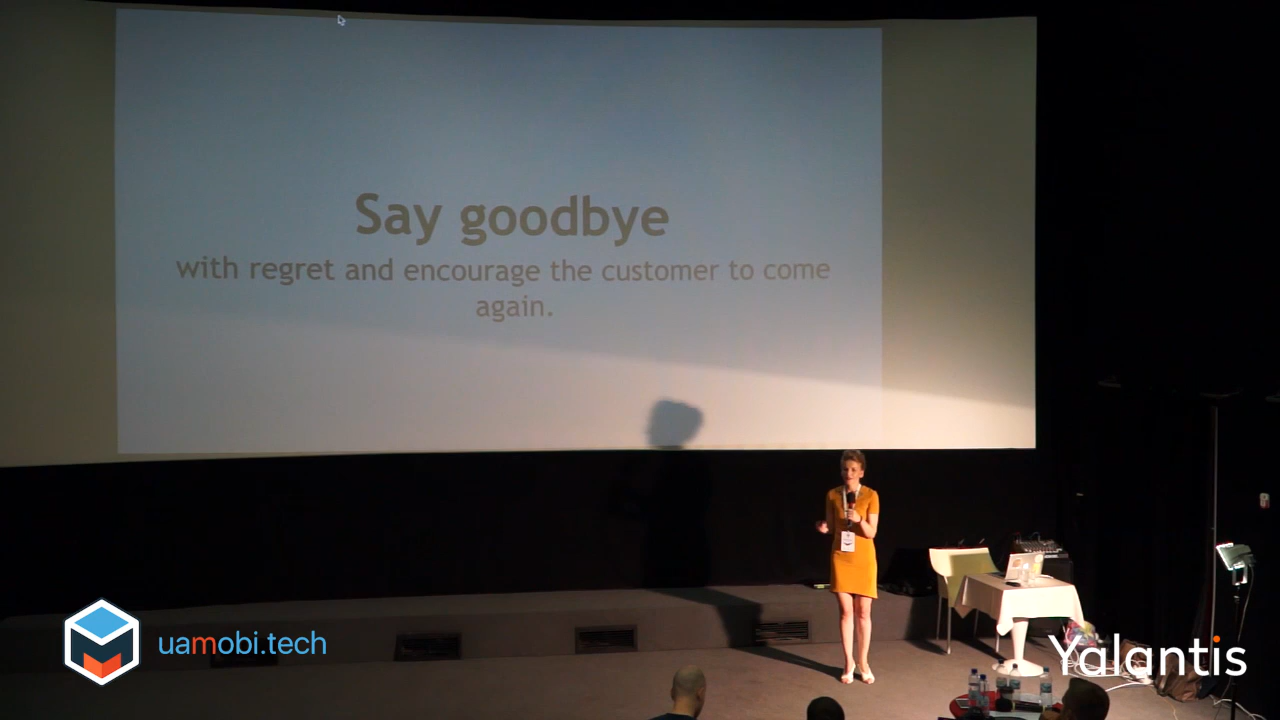 Say goodbye
with regret and encourage the customer to come
again.
uamobi.tech
Yalantis